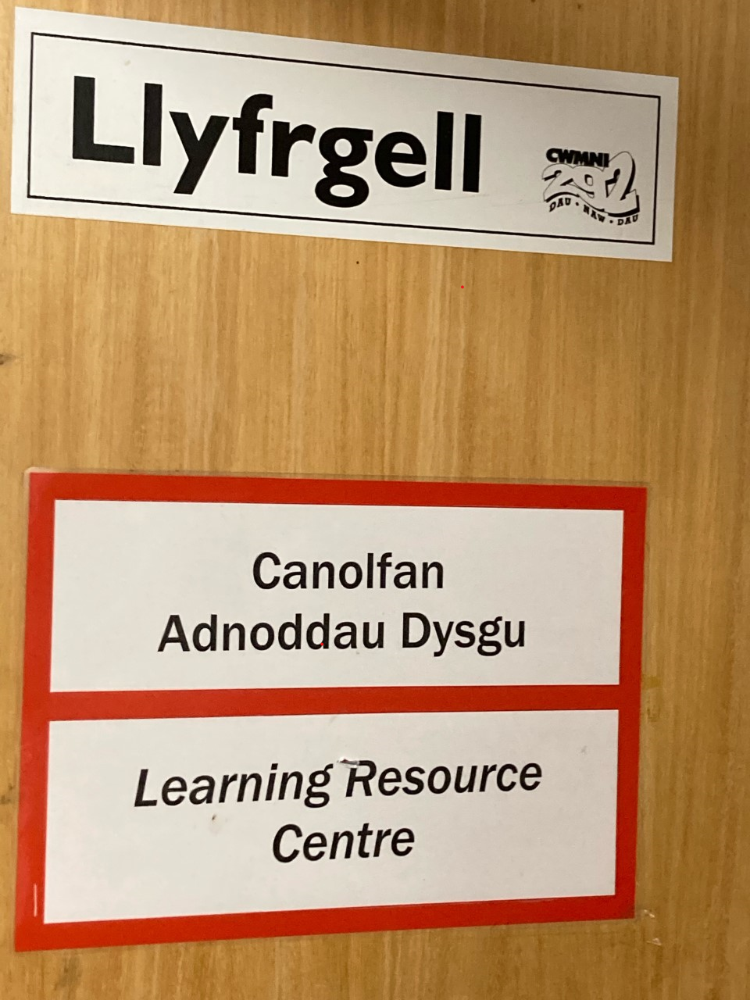 Llyfrgell
CWMNI
292
DAU • NAW • DAU
Canolfan
Adnoddau Dysgu
Learning Resource
Centre